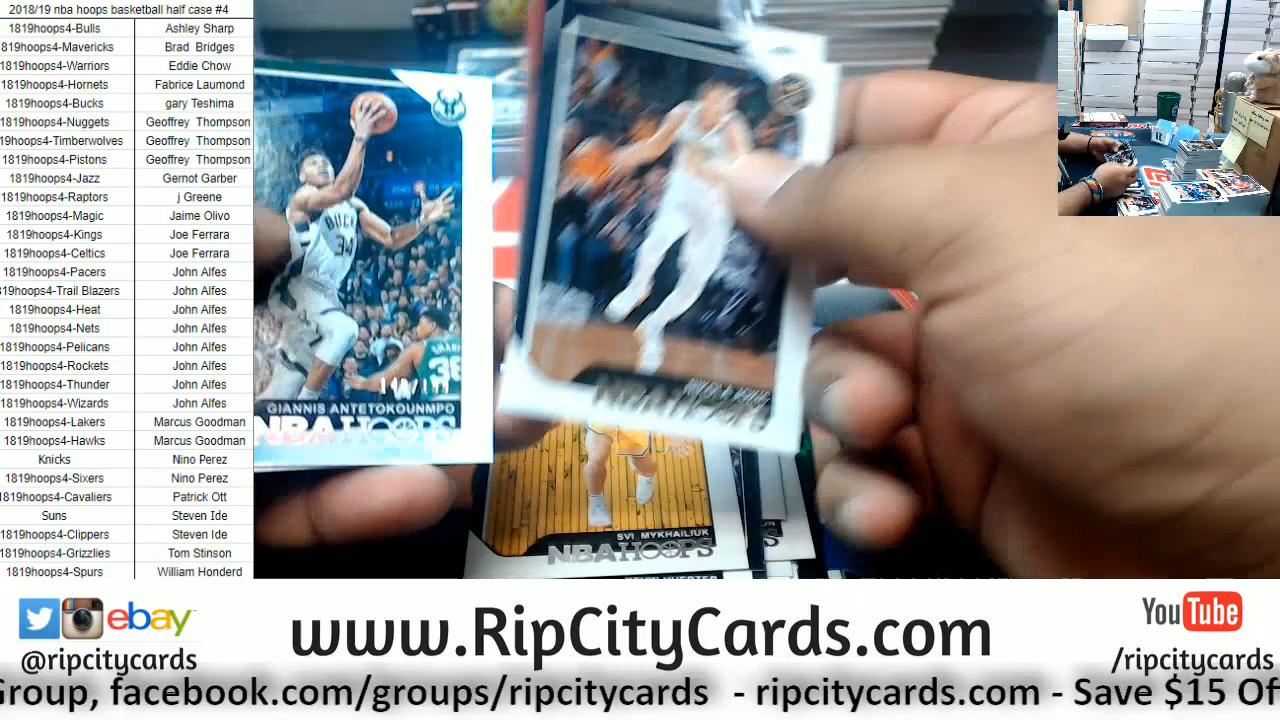 2018/19 nba hoops basketball half case #4
1819hoops4-Bulls Ashley Sharp
1819hoops4-Mavericks Brad Bridges
1819hoops4-Warriors Eddie Chow
1819hoops4-Hornets Fabrice Laumond
1819hoops4-Bucks gary Teshima
1819hoops4-Nuggets Geoffrey Thompson
1819hoops4-Timberwolves Geoffrey Thompson
1819hoops4-Pistons Geoffrey Thompson
1819hoops4-Jazz Gernot Garber
1819hoops4-Raptors j Greene
1819hoops4-Magic Jaime Olivo
1819hoops4-Kings Joe Ferrara
1819hoops4-Celtics Joe Ferrara
1819hoops4-Pacers John Alfes
819hoops4-Trail Blazers John Alfes
1819hoops4-Heat John Alfes
1819hoops4-Nets John Alfes
1819hoops4-Pelicans John Alfes
1819hoops4-Rockets John Alfes
1819hoops4-Thunder John Alfes
1819hoops4-Wizards John Alfes
1819hoops4-Lakers Marcus Goodman
1819hoops4-Hawks Marcus Goodman
Knicks Nino Perez
1819hoops4-Sixers Nino Perez
1819hoops4-Cavaliers Patrick Ott
Suns Steven Ide
1819hoops4-Clippers Steven Ide
1819hoops4-Grizzlies Tom Stinson
1819hoops4-Spurs William Honderd
BUCKS
34
36
GIANNIS ANTETOKOUNMPO
NBA HOOPS
SVI MYKHAILIUK
NBA HOOPS
ebay
@ripcitycards
www.RipCityCards.com
YouTube
/ripcitycards
Group, facebook.com/groups/ripcitycards - ripcitycards.com - Save $15 Of